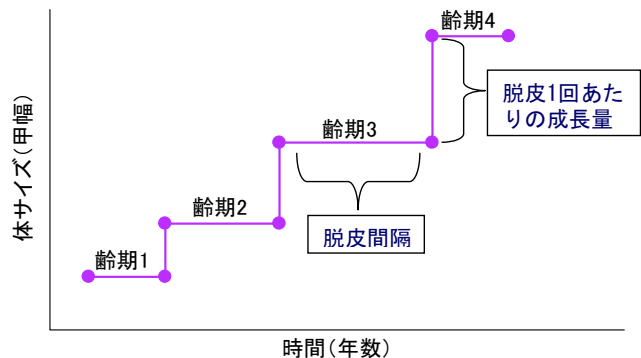 齢期4
脱皮1回あた
りの成長量
齢期3
齢期2
脱皮間隔
齢期1
体サイズ(甲幅)
時間(年数)